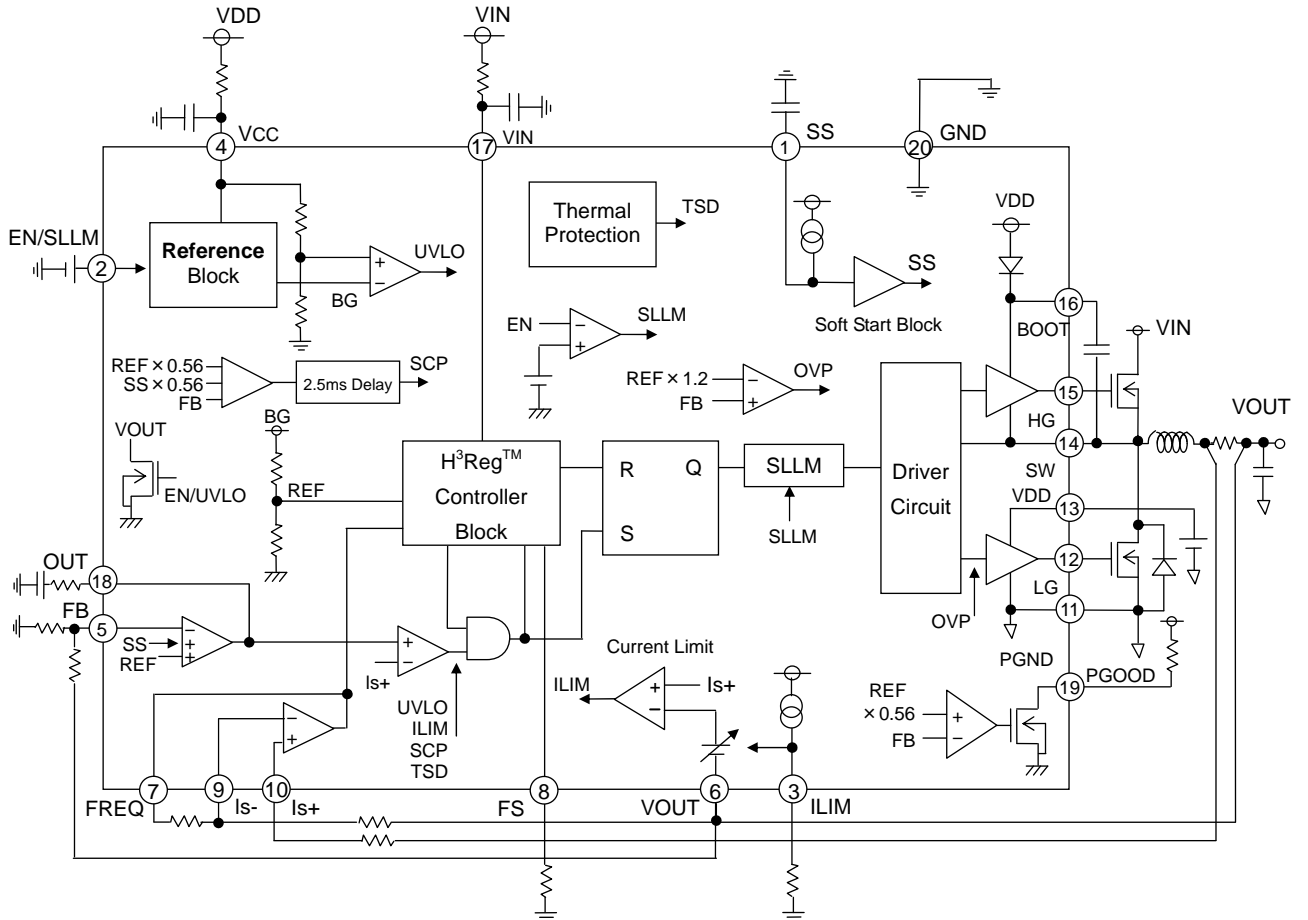 VDD
VIN
VCC
4
17
VIN
1
SS
20
GND
EN/SLLM
2
Reference
Block
BG
UVLO
Thermal
Protection
TSD
SS
Soft Start Block
VDD
16
BOOT
VIN
REF×0.56
SS×0.56
FB
2.5ms Delay
SCP
EN
SLLM
REF×1.2
FB
OVP
15
HG
VOUT
14
SW
VOUT
EN/UVLO
BG
REF
H³Reg™
Controller
Block
R
Q
S
SLLM
SLLM
Driver
Circuit
VDD
13
12
LG
11
OVP
PGND
OUT
18
FB
5
SS
REF
Is+
UVLO
ILIM
SCP
TSD
Current Limit
ILIM
Is+
REF
×0.56
FB
19
PGOOD
7
FREQ
9
Is-
10
Is+
8
FS
6
VOUT
3
ILIM